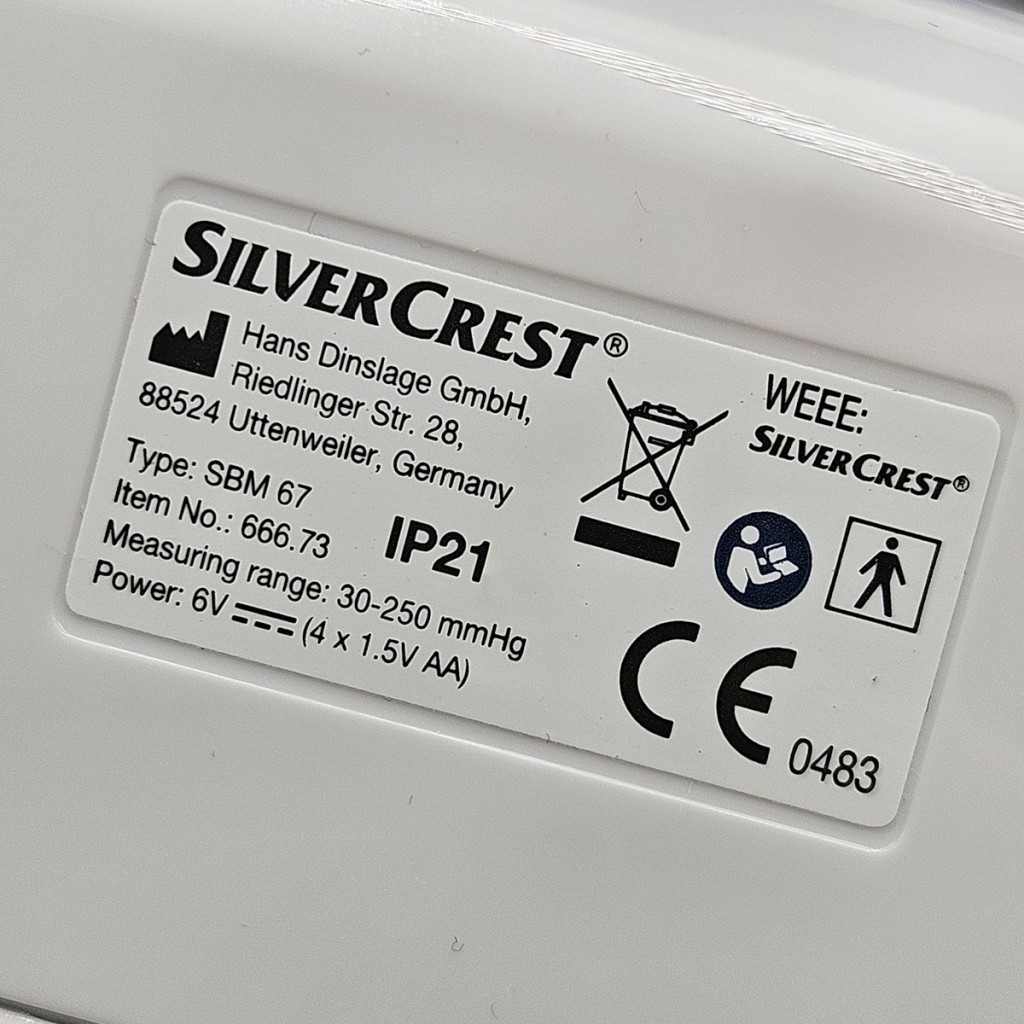 SILVERCREST®
Hans Dinslage GmbH,
Riedlinger Str. 28,
88524 Uttenweiler, Germany
Type: SBM 67
Item No.: 666.73
IP21
Measuring range: 30-250 mmHg
Power: 6V ⎓ (4 x 1.5V AA)
WEEE:
SILVERCREST®
CE 0483